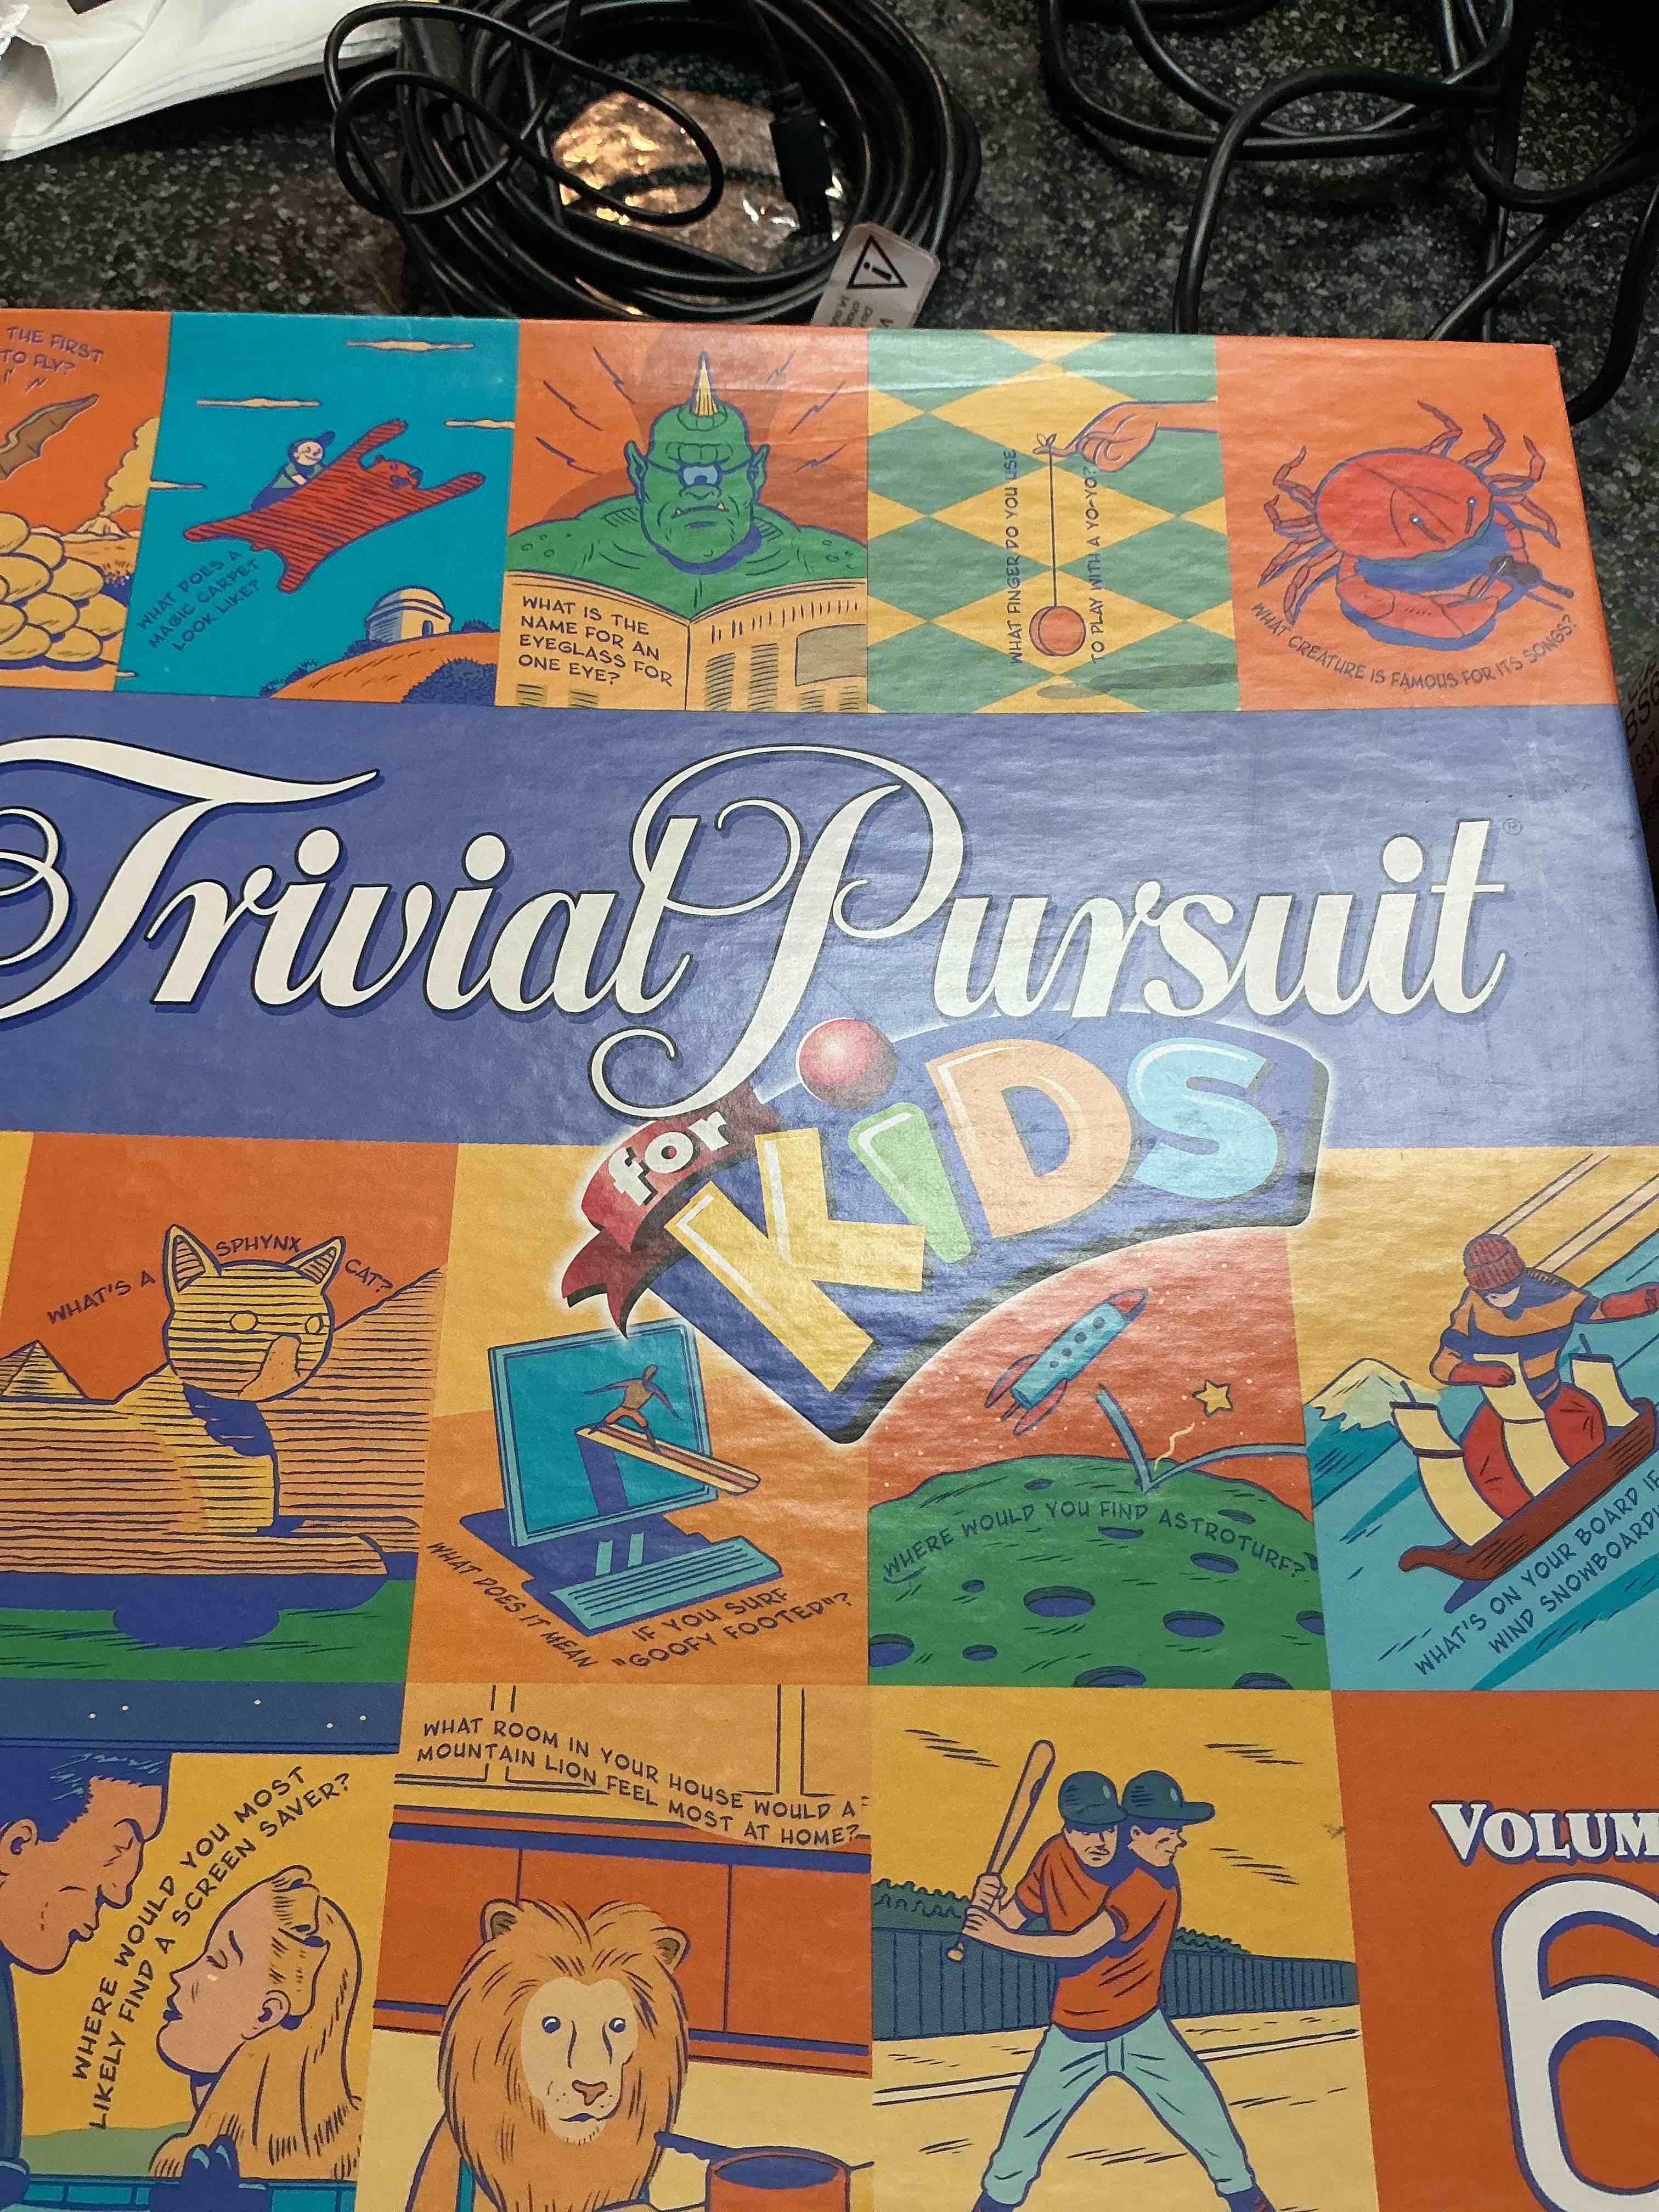 THE FIRST
TO FLY?
WHAT DOES A
MAGIC CARPET
LOOK LIKE?
WHAT IS THE
NAME FOR AN
EYEGLASS FOR
ONE EYE?
WHAT FINGER DO YOU USE
TO PLAY WITH A YO-YO?
WHAT CREATURE IS FAMOUS FOR ITS SONGS?
Trivial Pursuit®
for
KiDS
WHAT'S A SPHYNX CAT?
WHAT DOES IT MEAN
IF YOU SURF
"GOOFY FOOTED"?
WHERE WOULD YOU FIND ASTROTURF?
WHAT'S ON YOUR BOARD IF
WIND SNOWBOARDI
WHERE WOULD YOU MOST
LIKELY FIND A SCREEN SAVER?
WHAT ROOM IN YOUR HOUSE WOULD A
MOUNTAIN LION FEEL MOST AT HOME?
VOLUM
6